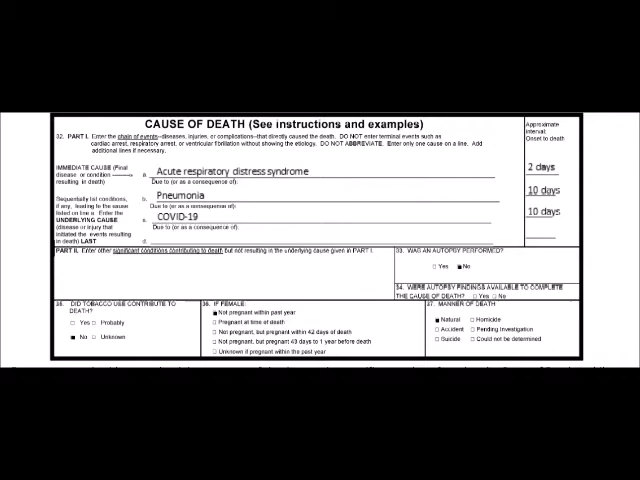 CAUSE OF DEATH (See instructions and examples)
Approximate
interval:
Onset to death
32. PART I. Enter the chain of events--diseases, injuries, or complications--that directly caused the death. DO NOT enter terminal events such as
cardiac arrest, respiratory arrest, or ventricular fibrillation without showing the etiology. DO NOT ABBREVIATE. Enter only one cause on a line. Add
additional lines if necessary.
IMMEDIATE CAUSE (Final
disease or condition --------->
resulting in death)
a. Acute respiratory distress syndrome
2 days
Due to (or as a consequence of):
Sequentially list conditions,
if any, leading to the cause
listed on line a. Enter the
UNDERLYING CAUSE
(disease or injury that
initiated the events resulting
in death) LAST
b. Pneumonia
10 days
Due to (or as a consequence of):
c. COVID-19
10 days
Due to (or as a consequence of):
d.
PART II. Enter other significant conditions contributing to death but not resulting in the underlying cause given in PART I.
33. WAS AN AUTOPSY PERFORMED?
□ Yes ■ No
34. WERE AUTOPSY FINDINGS AVAILABLE TO COMPLETE
THE CAUSE OF DEATH? □ Yes □ No
35. DID TOBACCO USE CONTRIBUTE TO
DEATH?
□ Yes □ Probably
■ No □ Unknown
36. IF FEMALE:
■ Not pregnant within past year
□ Pregnant at time of death
□ Not pregnant, but pregnant within 42 days of death
□ Not pregnant, but pregnant 43 days to 1 year before death
□ Unknown if pregnant within the past year
37. MANNER OF DEATH
■ Natural □ Homicide
□ Accident □ Pending Investigation
□ Suicide □ Could not be determined